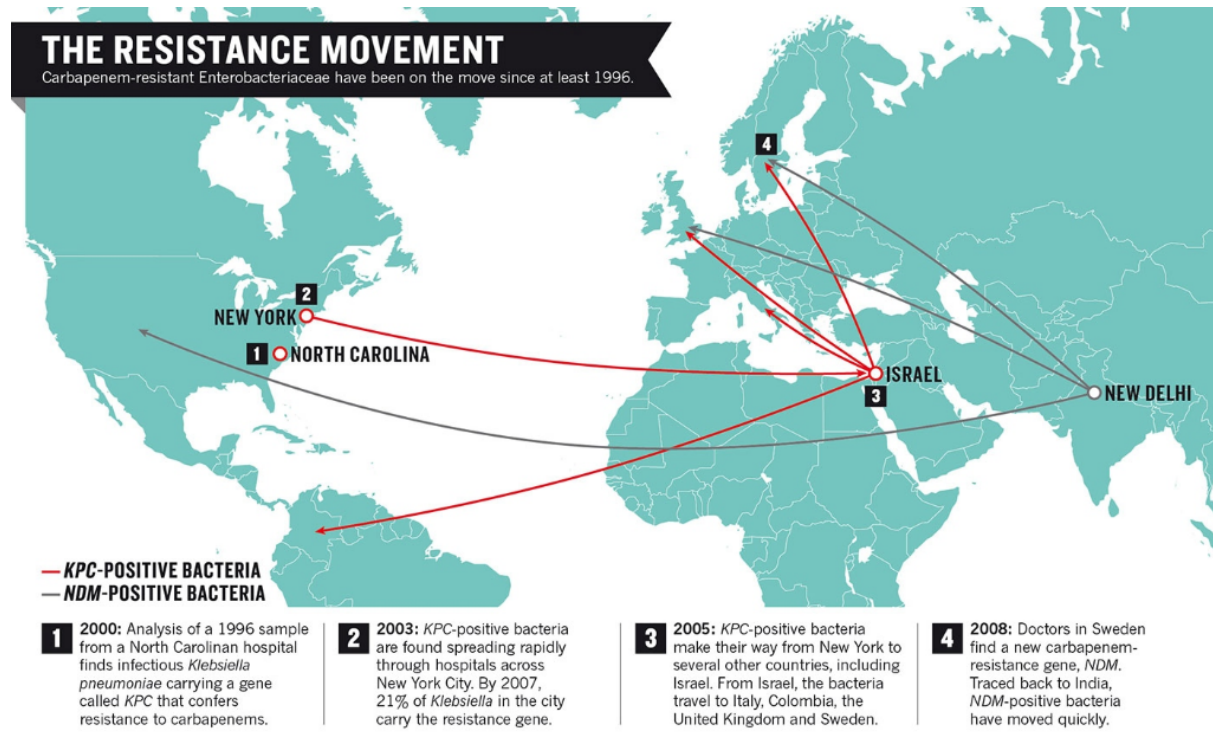 THE RESISTANCE MOVEMENT
Carbapenem-resistant Enterobacteriaceae have been on the move since at least 1996.
4
2
NEW YORK
1
NORTH CAROLINA
ISRAEL
3
NEW DELHI
KPC-POSITIVE BACTERIA
NDM-POSITIVE BACTERIA
1
2000: Analysis of a 1996 sample
from a North Carolinan hospital
finds infectious Klebsiella
pneumoniae carrying a gene
called KPC that confers
resistance to carbapenems.
2
2003: KPC-positive bacteria
are found spreading rapidly
through hospitals across
New York City. By 2007,
21% of Klebsiella in the city
carry the resistance gene.
3
2005: KPC-positive bacteria
make their way from New York to
several other countries, including
Israel. From Israel, the bacteria
travel to Italy, Colombia, the
United Kingdom and Sweden.
4
2008: Doctors in Sweden
find a new carbapenem-
resistance gene, NDM.
Traced back to India,
NDM-positive bacteria
have moved quickly.